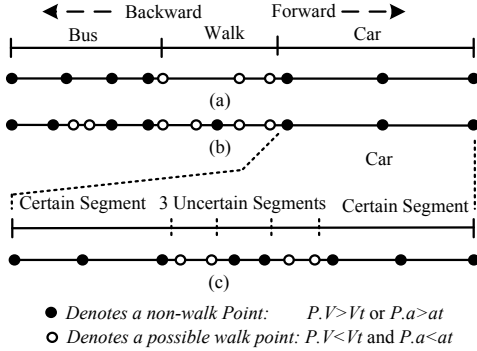 Backward Forward
Bus Walk Car
(a)
(b)
Car
Certain Segment 3 Uncertain Segments Certain Segment
(c)
Denotes a non-walk Point: P.V>Vt or P.a>at
Denotes a possible walk point: P.V<Vt and P.a<at